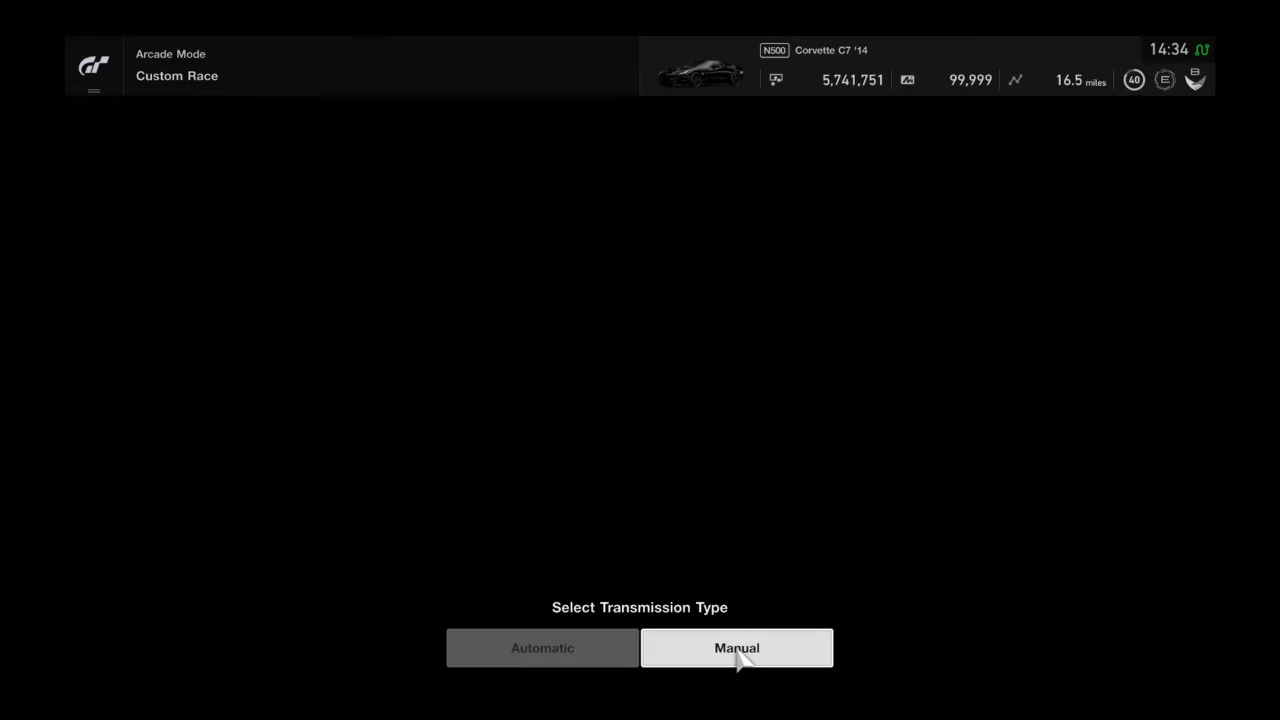 Arcade Mode
Custom Race
N500 Corvette C7 '14
14:34
5,741,751 99,999 16.5 miles 40 E B
Select Transmission Type
Automatic Manual